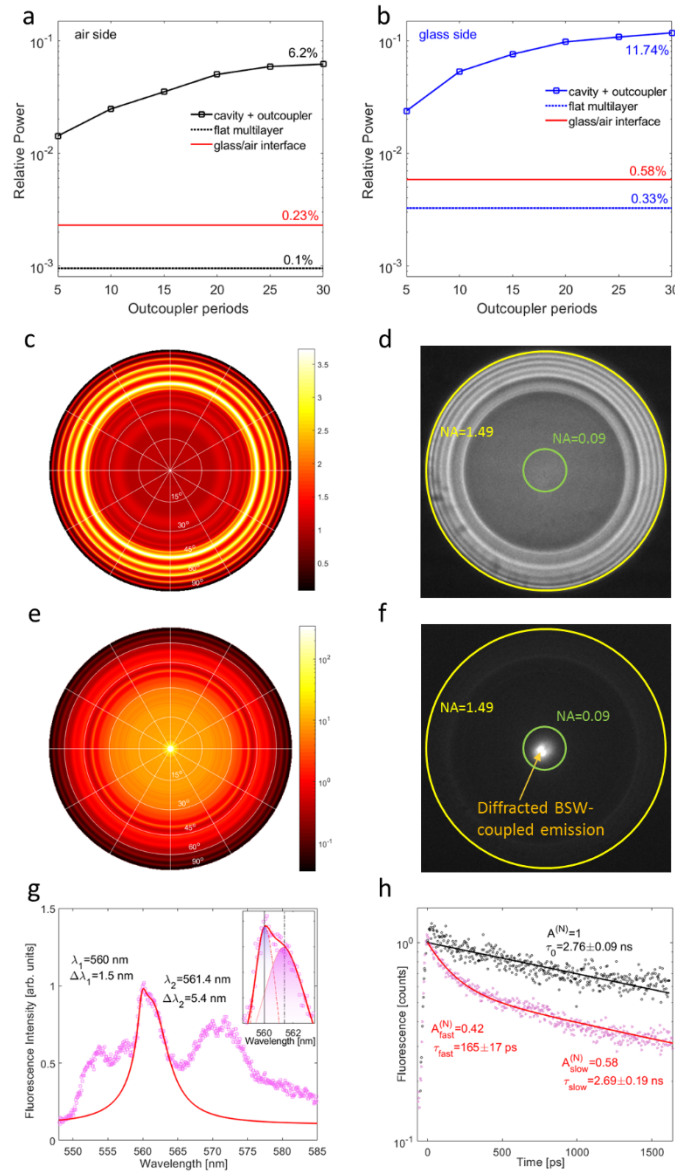 a
air side
6.2%
10⁻¹
10⁻²
10⁻³
Relative Power
cavity + outcoupler
flat multilayer
glass/air interface
0.23%
0.1%
5 10 15 20 25 30
Outcoupler periods
b
glass side
11.74%
10⁻¹
10⁻²
10⁻³
Relative Power
cavity + outcoupler
flat multilayer
glass/air interface
0.58%
0.33%
5 10 15 20 25 30
Outcoupler periods
c
15°
30°
45°
60°
90°
3.5
3
2.5
2
1.5
1
0.5
d
NA=1.49
NA=0.09
e
15°
30°
45°
60°
90°
10²
10¹
10⁰
10⁻¹
f
NA=1.49
NA=0.09
Diffracted BSW-
coupled emission
g
Fluorescence Intensity [arb. units]
1.5
1
0.5
0
λ₁=560 nm
Δλ₁=1.5 nm
λ₂=561.4 nm
Δλ₂=5.4 nm
560 562
Wavelength [nm]
550 555 560 565 570 575 580 585
Wavelength [nm]
h
Fluorescence [counts]
10⁰
10⁻¹
A⁽ᴺ⁾=1
τ₀=2.76±0.09 ns
A⁽ᴺ⁾fast=0.42
τfast=165±17 ps
A⁽ᴺ⁾slow=0.58
τslow=2.69±0.19 ns
0 500 1000 1500
Time [ps]